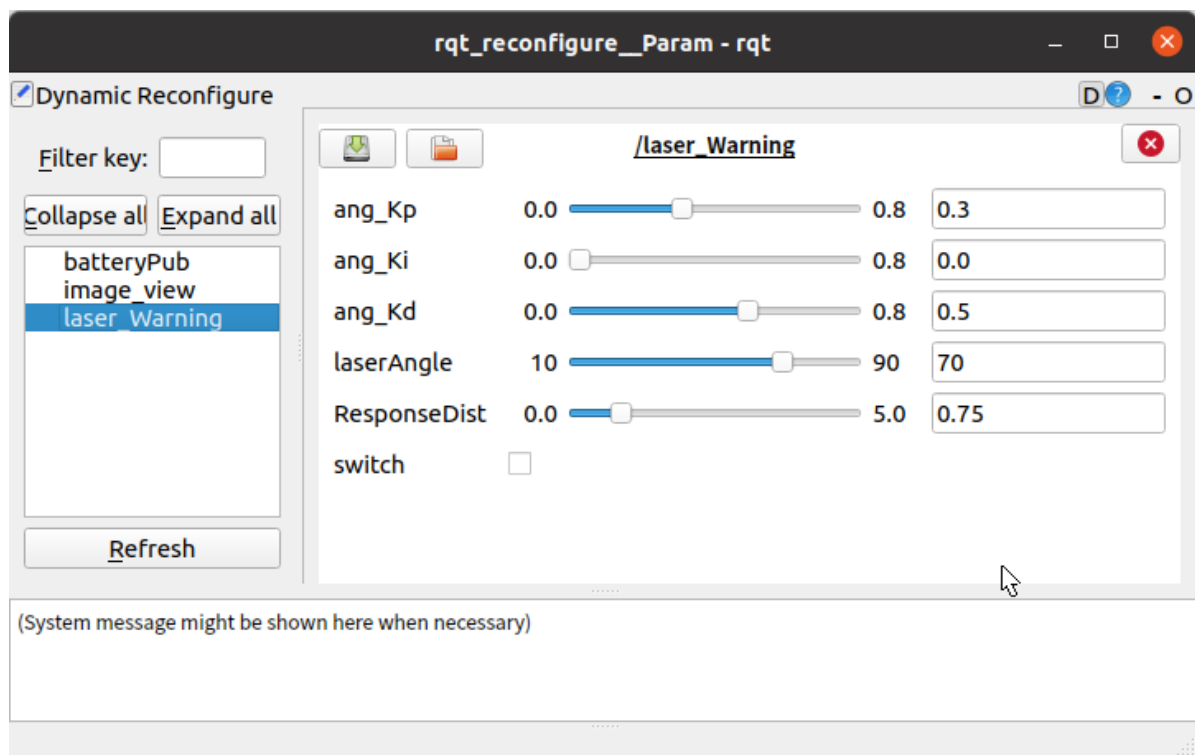 rqt_reconfigure__Param - rqt
Dynamic Reconfigure
D ? - O
Filter key:
Collapse all Expand all
batteryPub
image_view
laser_Warning
Refresh
/laser_Warning
ang_Kp 0.0 0.8 0.3
ang_Ki 0.0 0.8 0.0
ang_Kd 0.0 0.8 0.5
laserAngle 10 90 70
ResponseDist 0.0 5.0 0.75
switch
(System message might be shown here when necessary)